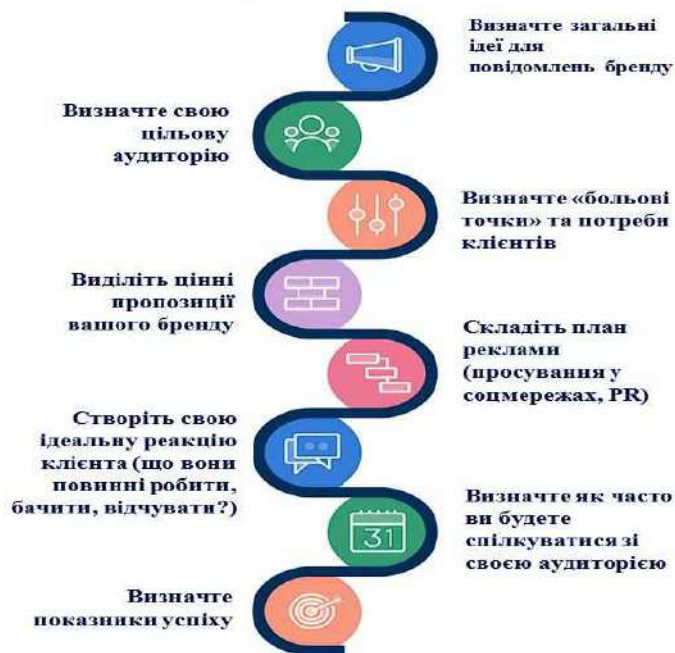 Визначте загальні
ідеї для
повідомлень бренду
Визначте свою
цільову
аудиторію
Визначте «больові
точки» та потреби
клієнтів
Виділіть цінні
пропозиції
вашого бренду
Складіть план
реклами
(просування у
соцмережах, PR)
Створіть свою
ідеальну реакцію
клієнта (що вони
повинні робити,
бачити, відчувати?)
Визначте як часто
ви будете
спілкуватися зі
своєю аудиторією
31
Визначте
показники успіху